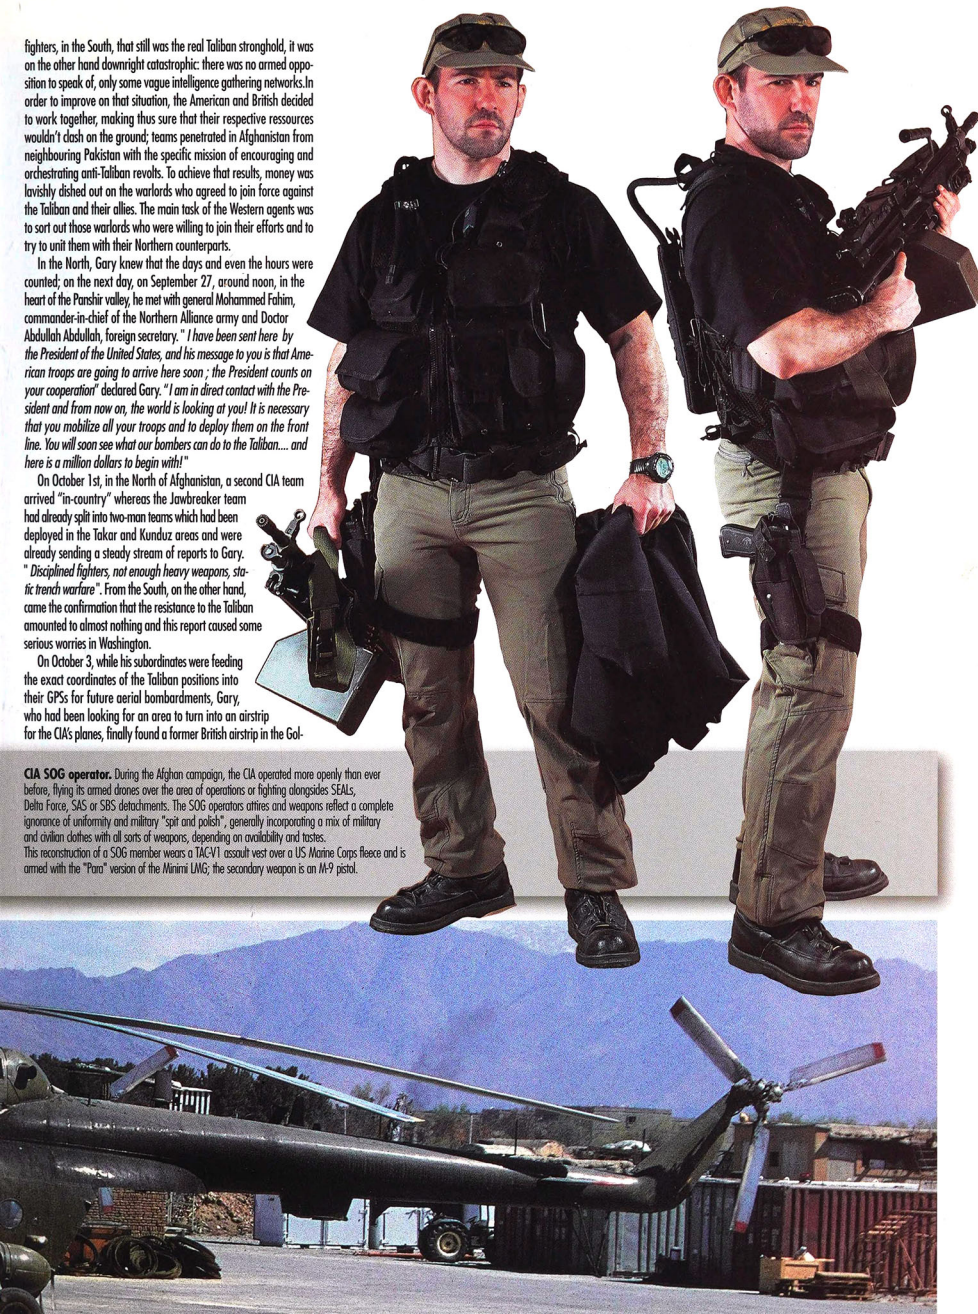 fighters, in the South, that still was the real Taliban stronghold, it was
on the other hand downright catastrophic: there was no armed oppo-
sition to speak of, only some vague intelligence gathering networks.In
order to improve on that situation, the American and British decided
to work together, making thus sure that their respective ressources
wouldn't clash on the ground; teams penetrated in Afghanistan from
neighbouring Pakistan with the specific mission of encouraging and
orchestrating anti-Taliban revolts. To achieve that results, money was
lavishly dished out on the warlords who agreed to join force against
the Taliban and their allies. The main task of the Western agents was
to sort out those warlords who were willing to join their efforts and to
try to unit them with their Northern counterparts.
In the North, Gary knew that the days and even the hours were
counted; on the next day, on September 27, around noon, in the
heart of the Panshir valley, he met with general Mohammed Fahim,
commander-in-chief of the Northern Alliance army and Doctor
Abdullah Abdullah, foreign secretary. " I have been sent here by
the President of the United States, and his message to you is that Ame-
rican troops are going to arrive here soon ; the President counts on
your cooperation" declared Gary. "I am in direct contact with the Pre-
sident and from now on, the world is looking at you! It is necessary
that you mobilize all your troops and to deploy them on the front
line. You will soon see what our bombers can do to the Taliban.... and
here is a million dollars to begin with!"
On October 1st, in the North of Afghanistan, a second CIA team
arrived "in-country" whereas the Jawbreaker team
had already split into two-man teams which had been
deployed in the Takar and Kunduz areas and were
already sending a steady stream of reports to Gary.
" Disciplined fighters, not enough heavy weapons, sta-
tic trench warfare". From the South, on the other hand,
came the confirmation that the resistance to the Taliban
amounted to almost nothing and this report caused some
serious worries in Washington.
On October 3, while his subordinates were feeding
the exact coordinates of the Taliban positions into
their GPSs for future aerial bombardments, Gary,
who had been looking for an area to turn into an airstrip
for the CIA's planes, finally found a former British airstrip in the Gol-
CIA SOG operator. During the Afghan campaign, the CIA operated more openly than ever
before, flying its armed drones over the area of operations or fighting alongside SEALs,
Delta Force, SAS or SBS detachments. The SOG operators attires and weapons reflect a complete
ignorance of uniformity and military "spit and polish", generally incorporating a mix of military
and civilian clothes with all sorts of weapons, depending on availability and tastes.
This reconstruction of a SOG member wears a TAC-V1 assault vest over a US Marine Corps fleece and is
armed with the "Para" version of the Minimi LMG; the secondary weapon is an M-9 pistol.